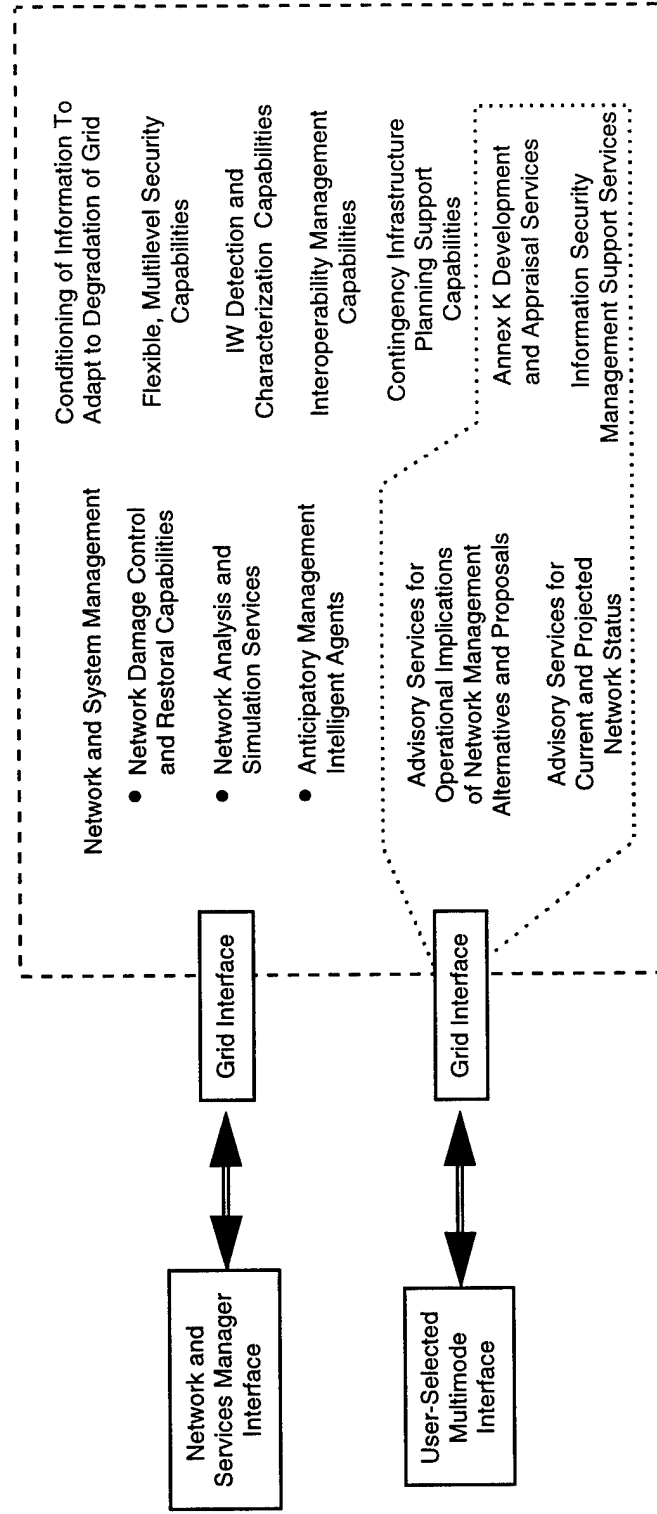 Network and
Services Manager
Interface
Grid Interface
User-Selected
Multimode
Interface
Grid Interface
Network and System Management
● Network Damage Control
and Restoral Capabilities
● Network Analysis and
Simulation Services
● Anticipatory Management
Intelligent Agents
Advisory Services for
Operational Implications
of Network Management
Alternatives and Proposals
Advisory Services for
Current and Projected
Network Status
Conditioning of Information To
Adapt to Degradation of Grid
Flexible, Multilevel Security
Capabilities
IW Detection and
Characterization Capabilities
Interoperability Management
Capabilities
Contingency Infrastructure
Planning Support
Capabilities
Annex K Development
and Appraisal Services
Information Security
Management Support Services